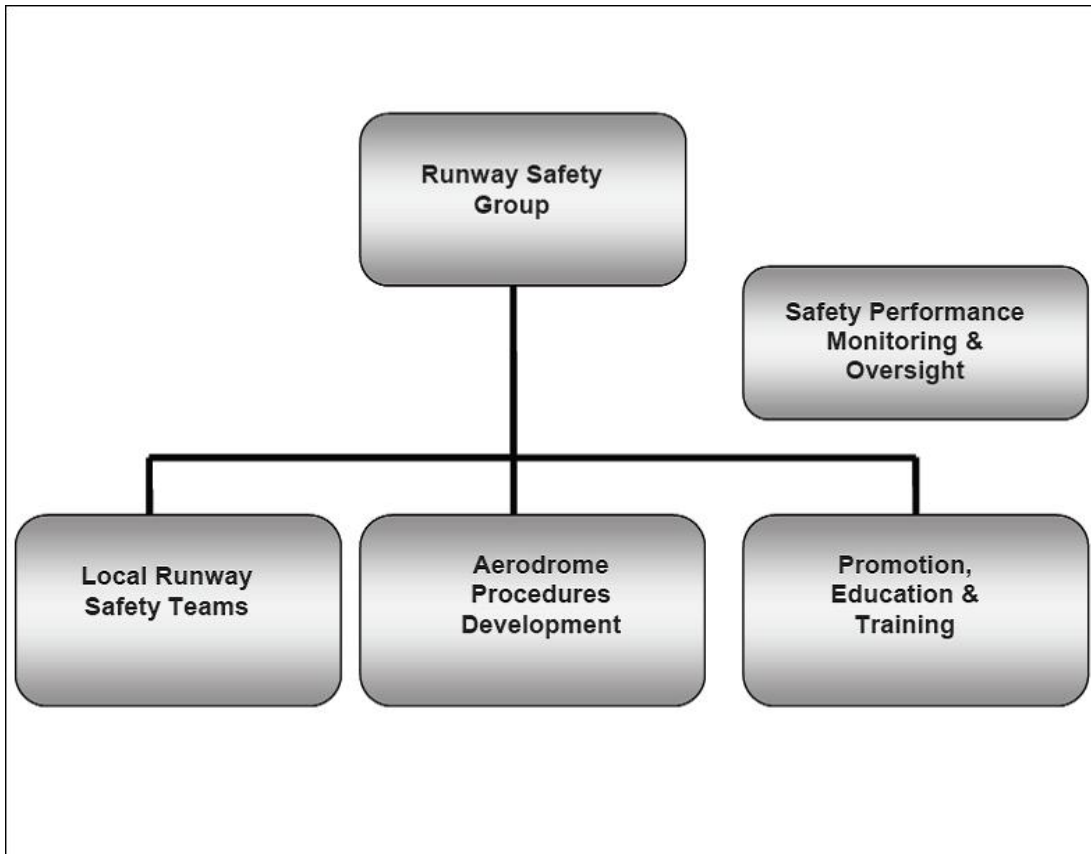 Runway Safety
Group
Safety Performance
Monitoring &
Oversight
Local Runway
Safety Teams
Aerodrome
Procedures
Development
Promotion,
Education &
Training